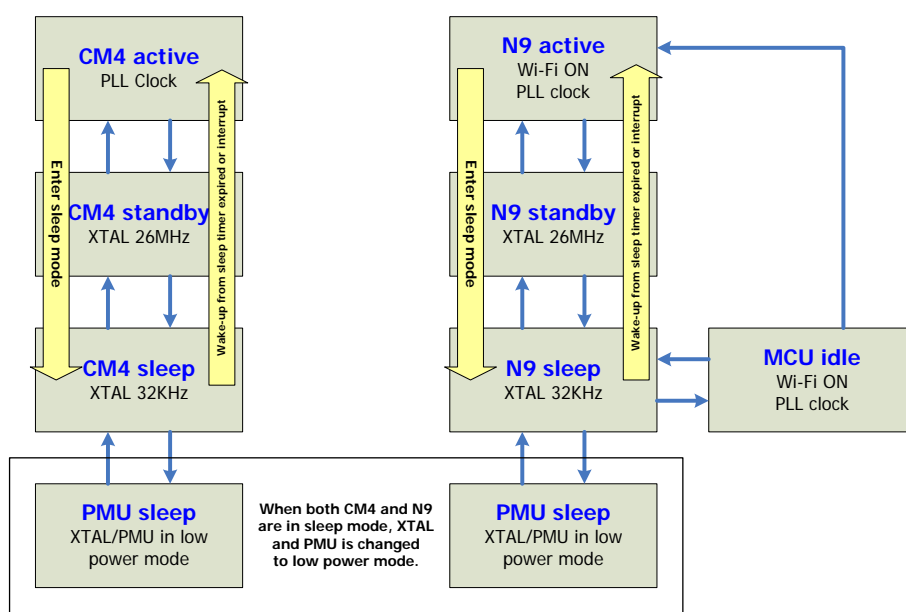 CM4 active
PLL Clock
Enter sleep mode
Wake-up from sleep timer expired or interrupt
CM4 standby
XTAL 26MHz
CM4 sleep
XTAL 32KHz
PMU sleep
XTAL/PMU in low
power mode
N9 active
Wi-Fi ON
PLL clock
Enter sleep mode
Wake-up from sleep timer expired or interrupt
N9 standby
XTAL 26MHz
N9 sleep
XTAL 32KHz
MCU idle
Wi-Fi ON
PLL clock
When both CM4 and N9
are in sleep mode, XTAL
and PMU is changed
to low power mode.
PMU sleep
XTAL/PMU in low
power mode